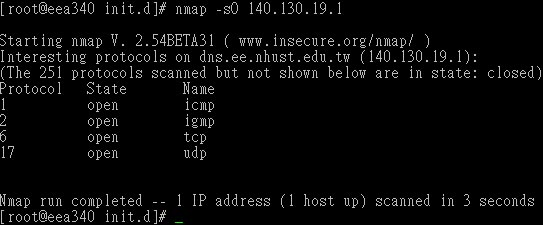 [root@eea340 init.d]# nmap -sO 140.130.19.1
Starting nmap V. 2.54BETA31 ( www.insecure.org/nmap/ )
Interesting protocols on dns.ee.nhust.edu.tw (140.130.19.1):
(The 251 protocols scanned but not shown below are in state: closed)
Protocol State Name
1 open icmp
2 open igmp
6 open tcp
17 open udp
Nmap run completed -- 1 IP address (1 host up) scanned in 3 seconds
[root@eea340 init.d]# _